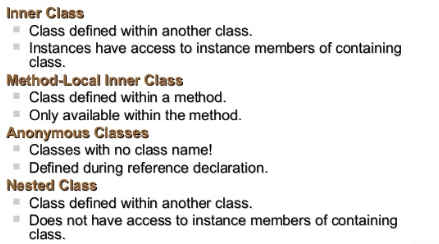 Inner Class
Class defined within another class.
Instances have access to instance members of containing
class.
Method-Local Inner Class
Class defined within a method.
Only available within the method.
Anonymous Classes
Classes with no class name!
Defined during reference declaration.
Nested Class
Class defined within another class.
Does not have access to instance members of containing
class.